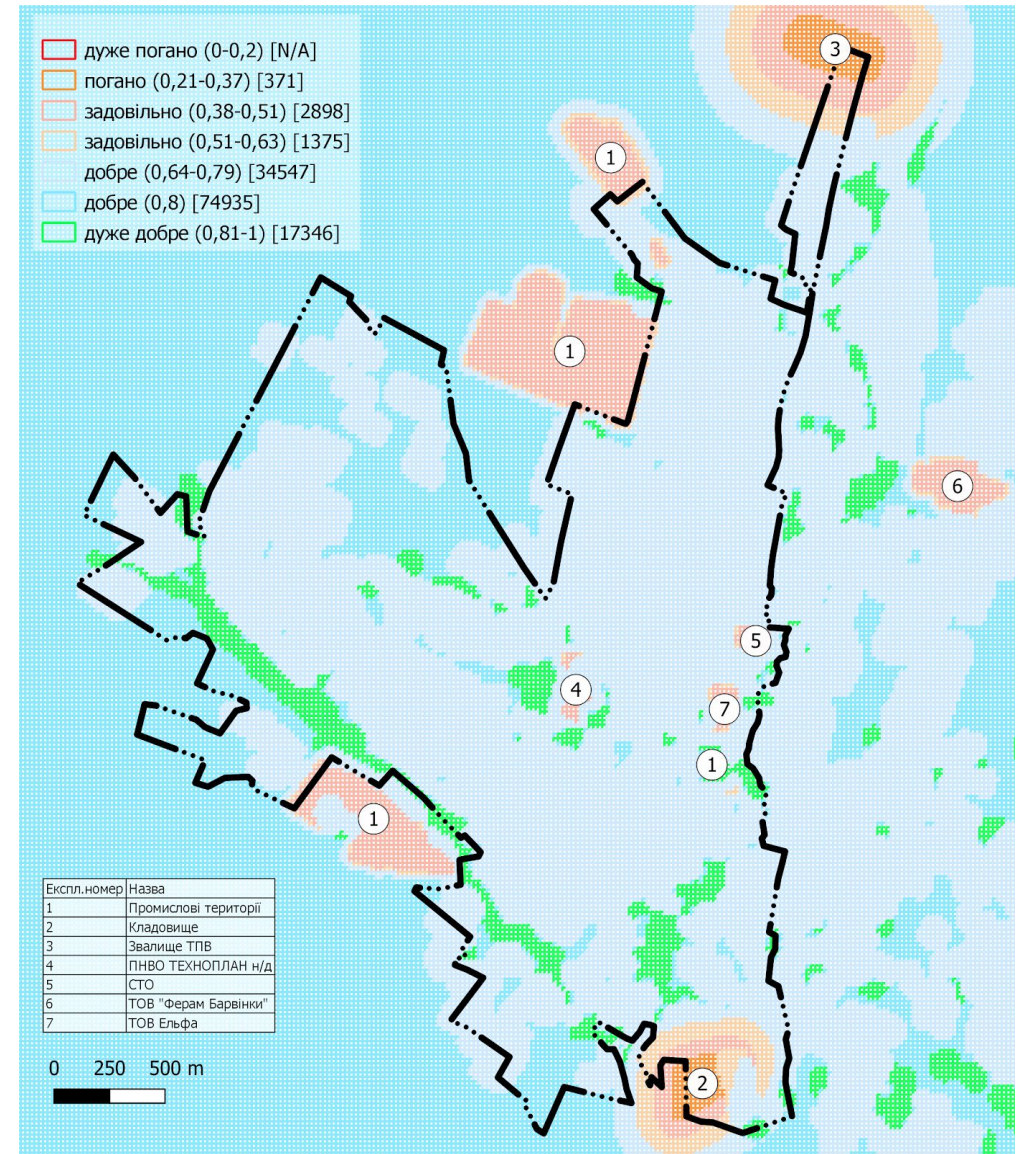 дуже погано (0-0,2) [N/A]
погано (0,21-0,37) [371]
задовільно (0,38-0,51) [2898]
задовільно (0,51-0,63) [1375]
добре (0,64-0,79) [34547]
добре (0,8) [74935]
дуже добре (0,81-1) [17346]
3
1
1
6
5
4
7
1
1
2
Експл.номер Назва
1 Промислові території
2 Кладовище
3 Звалище ТПВ
4 ПНВО ТЕХНОПЛАН н/д
5 СТО
6 ТОВ "Ферам Барвінки"
7 ТОВ Ельфа
0 250 500 m